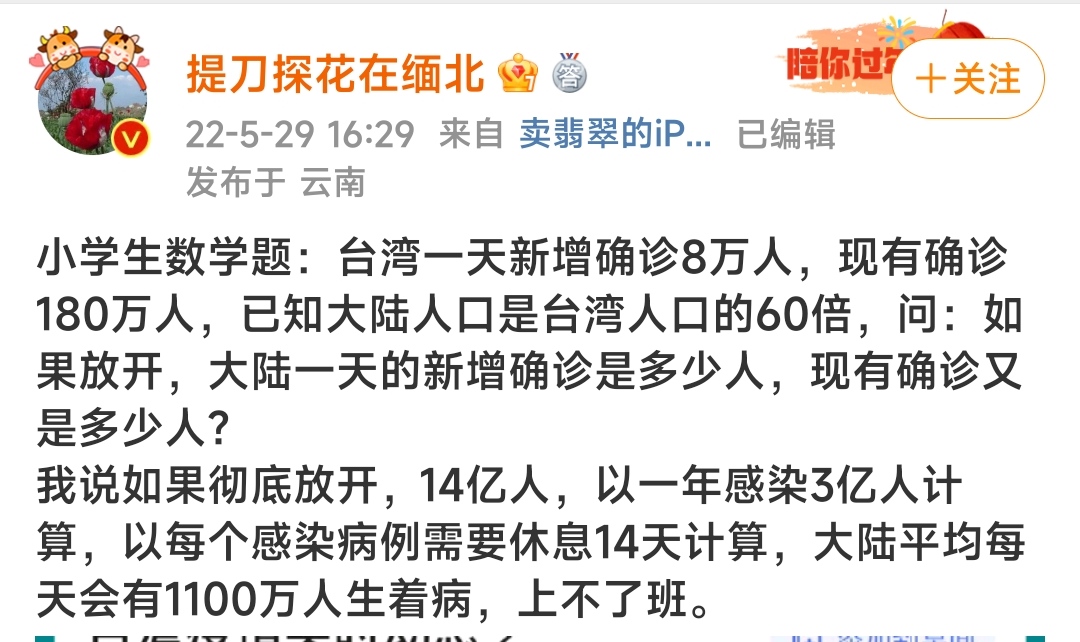 提刀探花在缅北
答
陪你过年
+关注
22-5-29 16:29 来自 卖翡翠的iP... 已编辑
发布于 云南
小学生数学题：台湾一天新增确诊8万人，现有确诊
180万人，已知大陆人口是台湾人口的60倍，问：如
果放开，大陆一天的新增确诊是多少人，现有确诊又
是多少人？
我说如果彻底放开，14亿人，以一年感染3亿人计
算，以每个感染病例需要休息14天计算，大陆平均每
天会有1100万人生着病，上不了班。